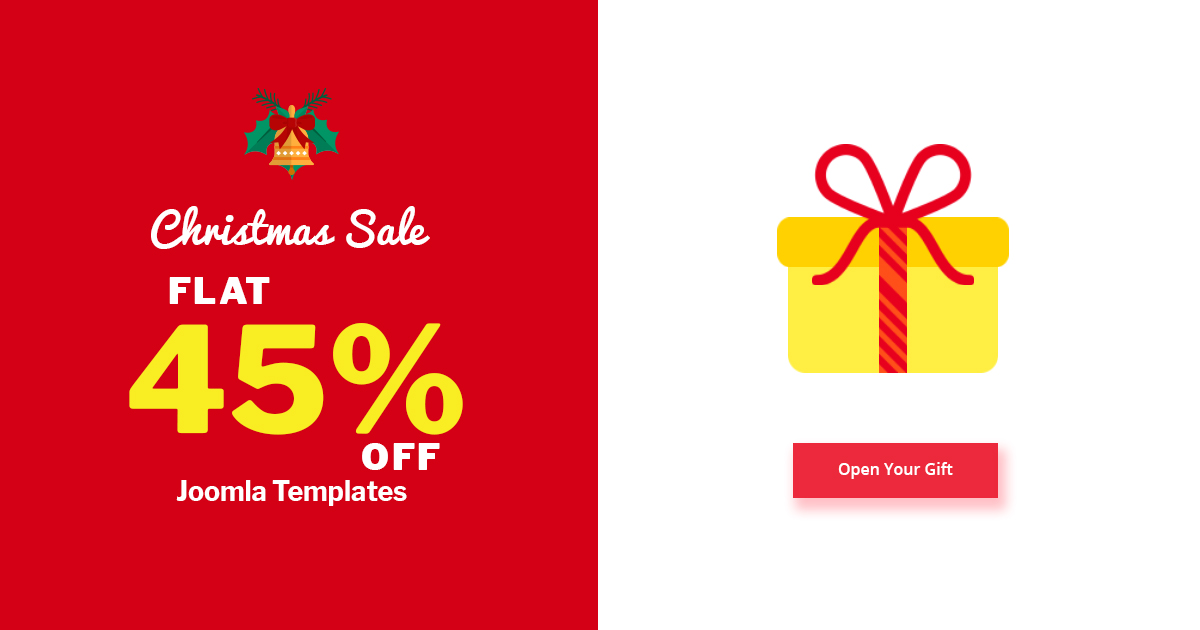 Christmas Sale
FLAT
45%
OFF
Joomla Templates
Open Your Gift